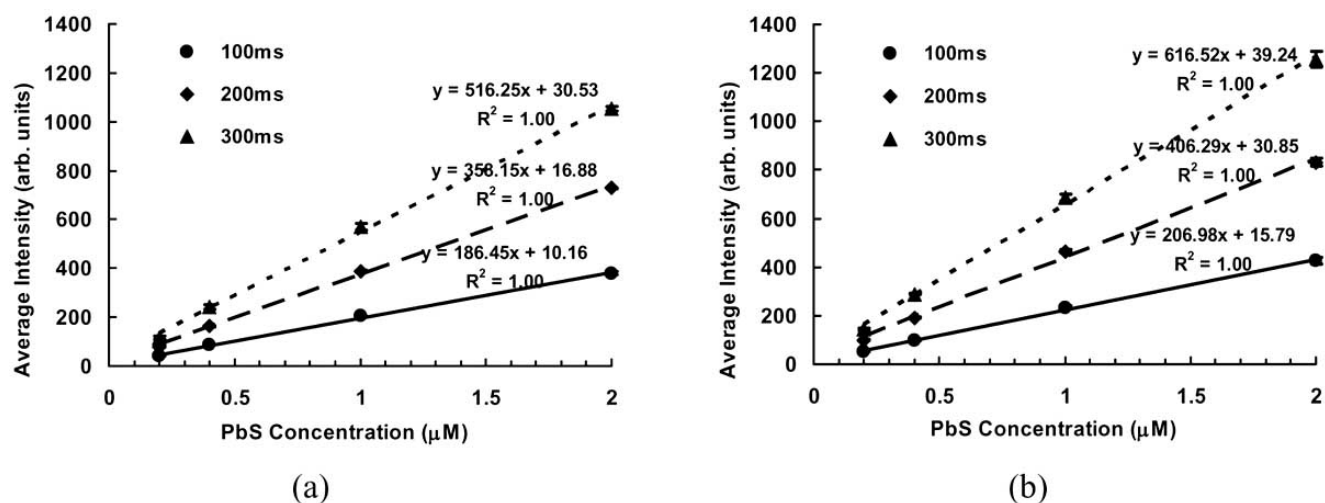 1400
1200
1000
800
600
400
200
0
Average Intensity (arb. units)
100ms
200ms
300ms
y = 516.25x + 30.53
R² = 1.00
y = 358.15x + 16.88
R² = 1.00
y = 186.45x + 10.16
R² = 1.00
0 0.5 1 1.5 2
PbS Concentration (μM)
(a)
1400
1200
1000
800
600
400
200
0
Average Intensity (arb. units)
100ms
200ms
300ms
y = 616.52x + 39.24
R² = 1.00
y = 406.29x + 30.85
R² = 1.00
y = 206.98x + 15.79
R² = 1.00
0 0.5 1 1.5 2
PbS Concentration (μM)
(b)